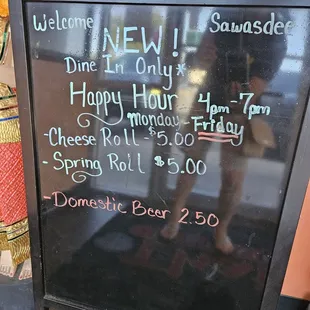 Welcome Sawasdee
NEW!
Dine In Only*
Happy Hour 4pm-7pm
Monday-Friday
-Cheese Roll - $5.00
-Spring Roll $5.00
-Domestic Beer 2.50